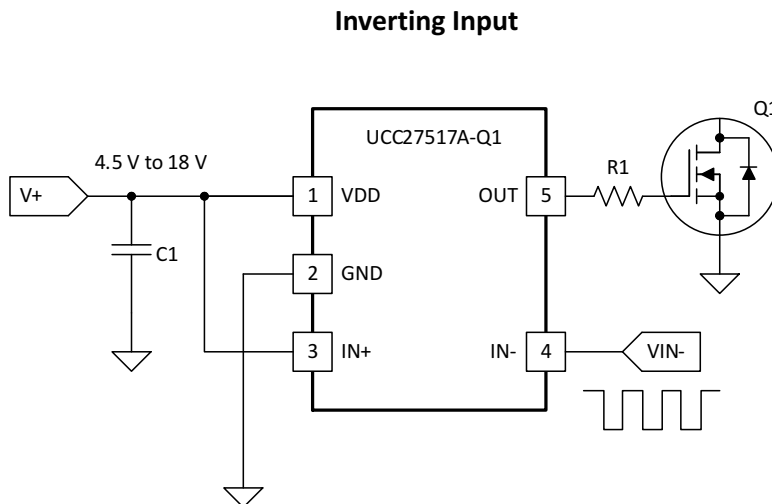 Inverting Input
UCC27517A-Q1
Q1
4.5 V to 18 V
R1
V+
1
VDD
OUT
5
C1
2
GND
3
IN+
IN-
4
VIN-